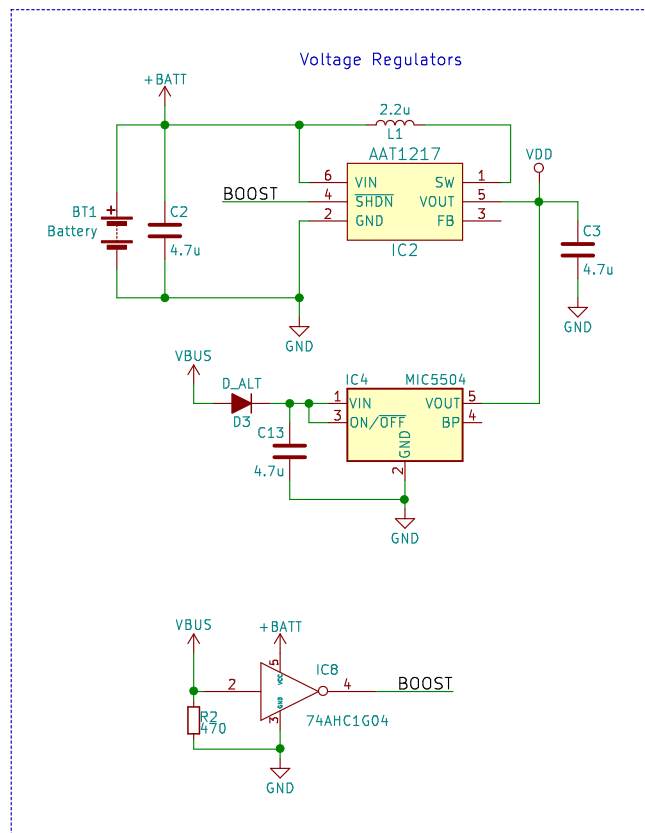 Voltage Regulators
+BATT
2.2u
L1
AAT1217
VDD
6 VIN SW 1
BOOST 4 SHDN VOUT 5
2 GND FB 3
IC2
BT1
Battery
C2
4.7u
C3
4.7u
GND
GND
VBUS
D_ALT
D3
IC4 MIC5504
1 VIN VOUT 5
3 ON/OFF BP 4
GND
2
C13
4.7u
GND
VBUS
+BATT
5
VCC
IC8
2
4 BOOST
GND
3
74AHC1G04
R2
470
GND